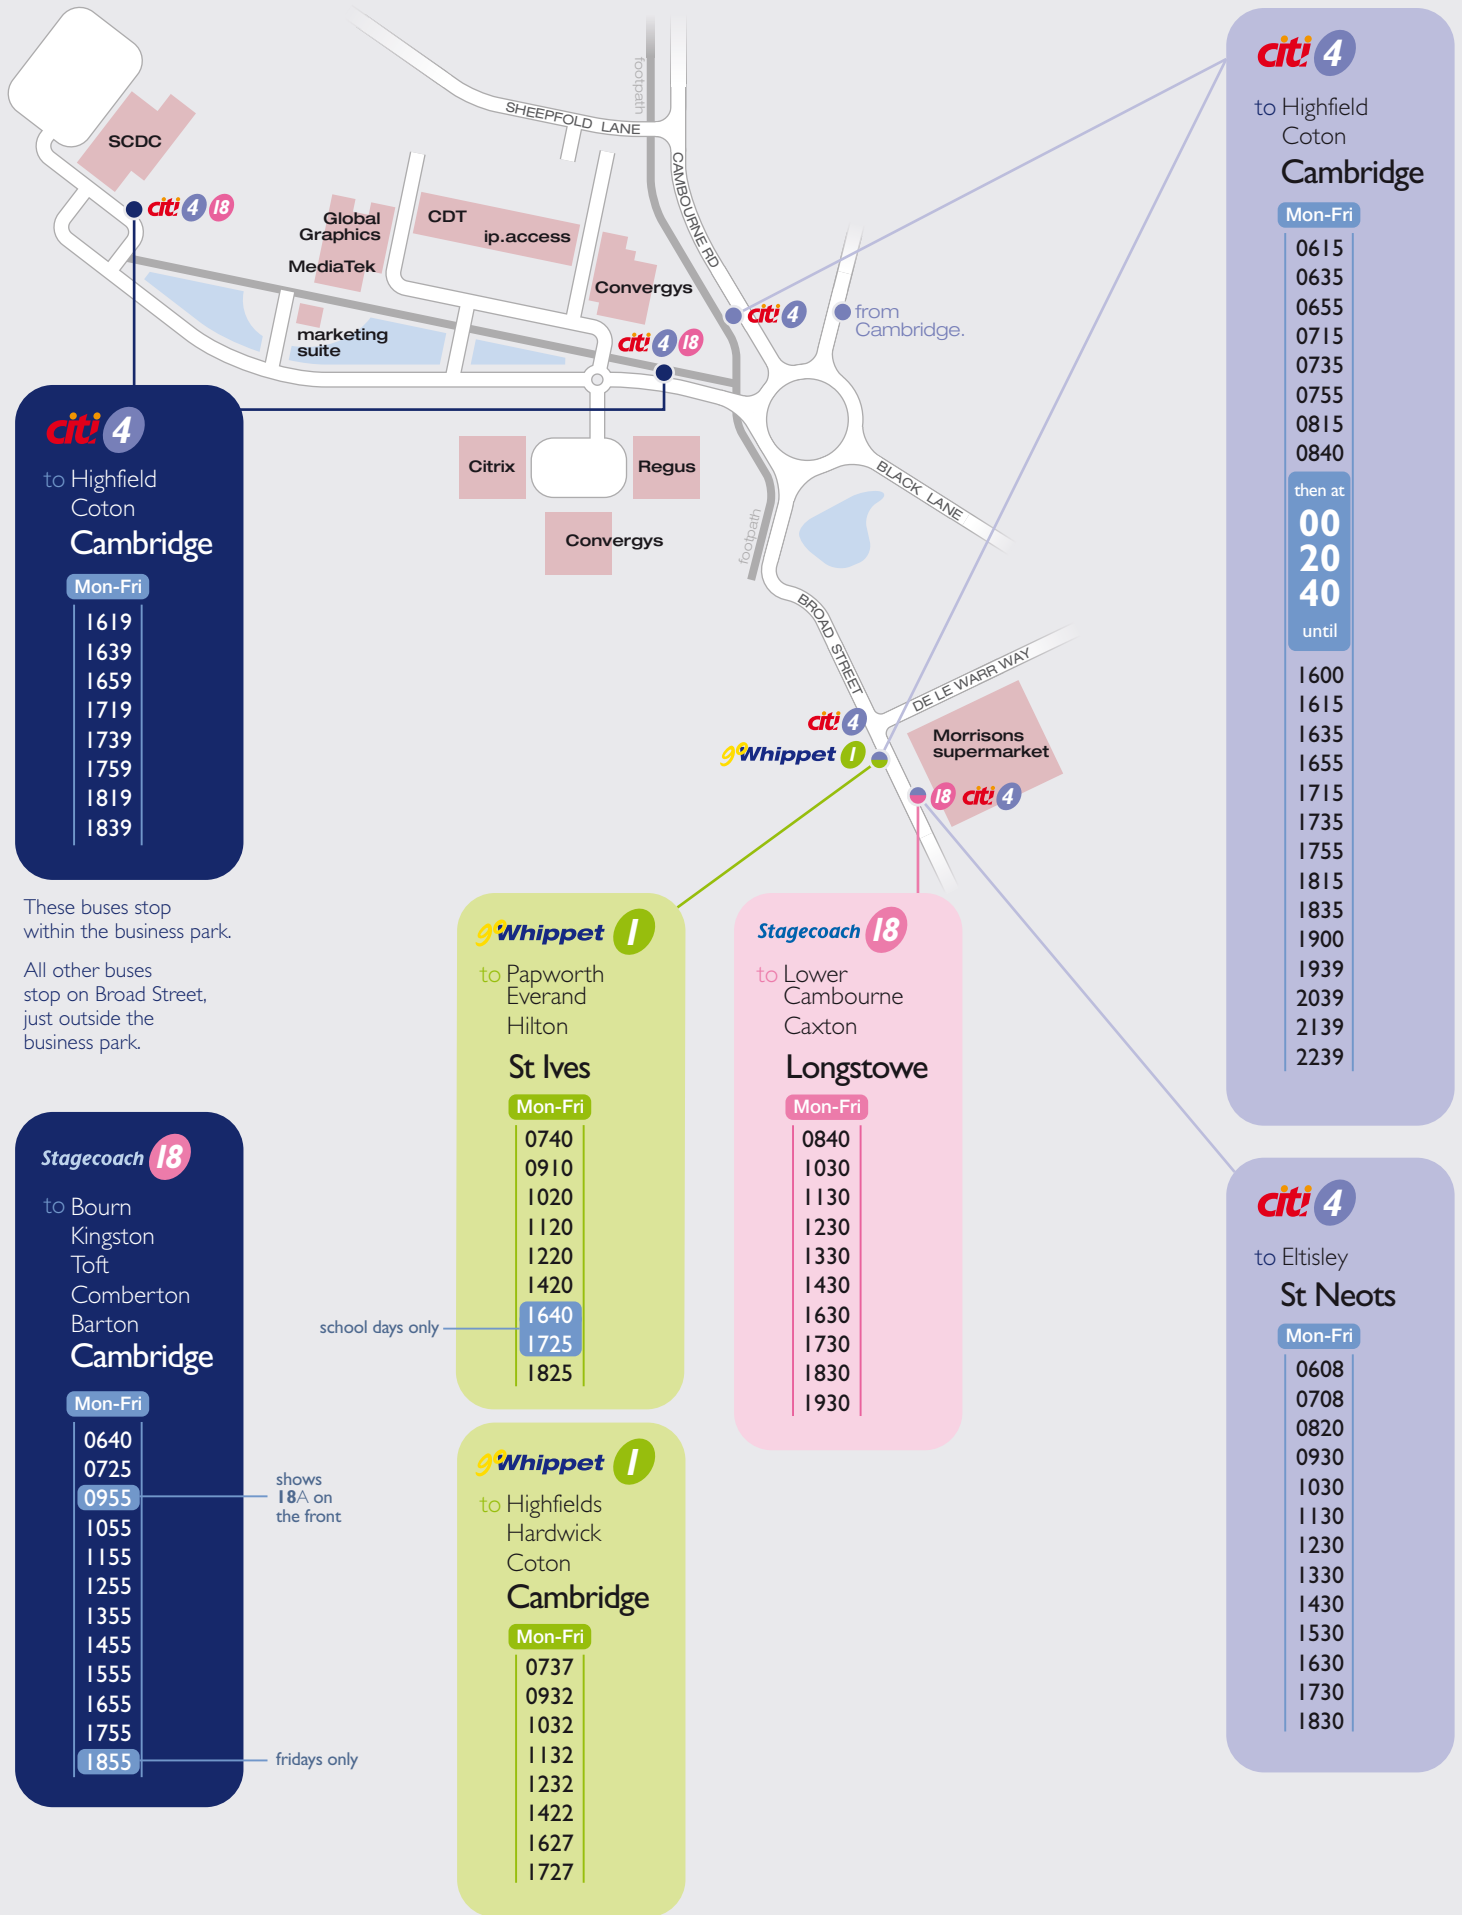 SHEEPFOLD LANE
footpath
CAMBOURNE RD
SCDC
citi 4 18
Global
Graphics
MediaTek
CDT
ip.access
Convergys
marketing
suite
citi 4 18
citi 4
from
Cambridge.
Citrix
Regus
Convergys
BLACK LANE
footpath
BROAD STREET
DE LE WARR WAY
citi 4
go Whippet 1
Morrisons
supermarket
18 citi 4
citi 4
to Highfield
Coton
Cambridge
Mon-Fri
1619
1639
1659
1719
1739
1759
1819
1839
These buses stop
within the business park.
All other buses
stop on Broad Street,
just outside the
business park.
Stagecoach 18
to Bourn
Kingston
Toft
Comberton
Barton
Cambridge
Mon-Fri
0640
0725
0955
shows
18A on
the front
1055
1155
1255
1355
1455
1555
1655
1755
1855
fridays only
go Whippet 1
to Papworth
Everand
Hilton
St Ives
Mon-Fri
0740
0910
1020
1120
1220
1420
1640
school days only
1725
1825
go Whippet 1
to Highfields
Hardwick
Coton
Cambridge
Mon-Fri
0737
0932
1032
1132
1232
1422
1627
1727
Stagecoach 18
to Lower
Cambourne
Caxton
Longstowe
Mon-Fri
0840
1030
1130
1230
1330
1430
1630
1730
1830
1930
citi 4
to Highfield
Coton
Cambridge
Mon-Fri
0615
0635
0655
0715
0735
0755
0815
0840
then at
00
20
40
until
1600
1615
1635
1655
1715
1735
1755
1815
1835
1900
1939
2039
2139
2239
citi 4
to Eltisley
St Neots
Mon-Fri
0608
0708
0820
0930
1030
1130
1230
1330
1430
1530
1630
1730
1830